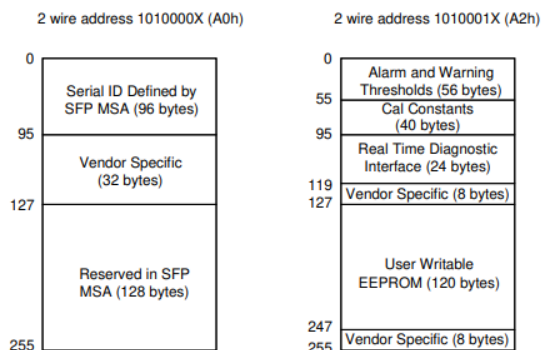 2 wire address 1010000X (A0h)
0
Serial ID Defined by
SFP MSA (96 bytes)
95
Vendor Specific
(32 bytes)
127
Reserved in SFP
MSA (128 bytes)
255
2 wire address 1010001X (A2h)
0
Alarm and Warning
Thresholds (56 bytes)
55
Cal Constants
(40 bytes)
95
Real Time Diagnostic
Interface (24 bytes)
119
Vendor Specific (8 bytes)
127
User Writable
EEPROM (120 bytes)
247
Vendor Specific (8 bytes)
255